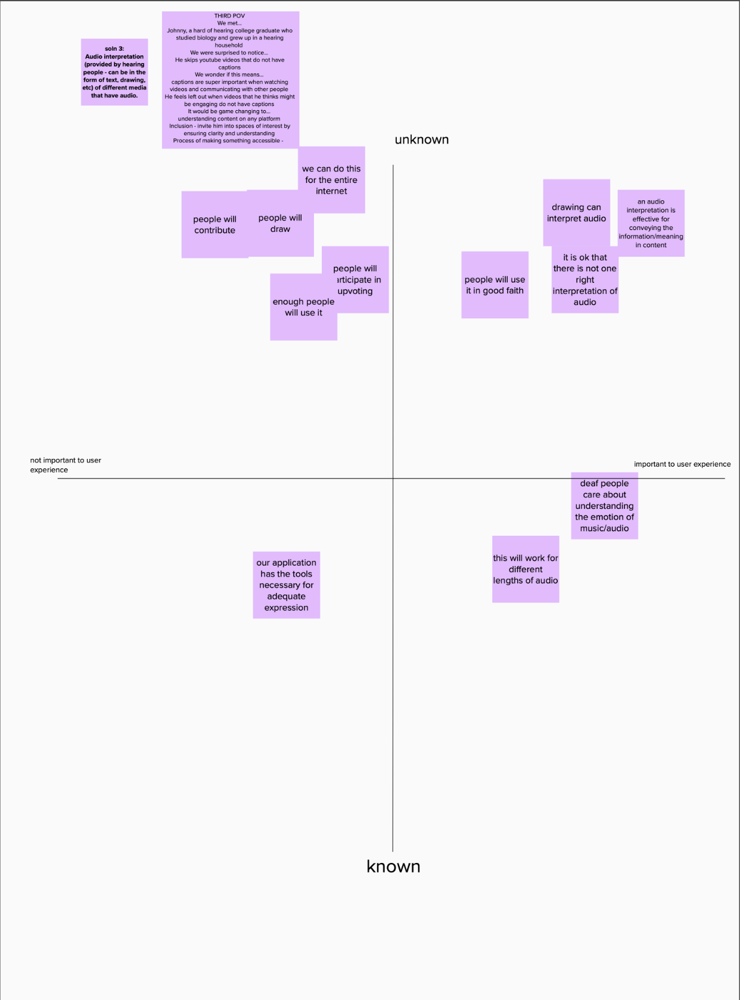 soln 3:
Audio interpretation
(provided by hearing
people - can be in the
form of text, drawing,
etc) of different media
that have audio.
THIRD POV
We met...
Johnny, a hard of hearing college graduate who
studied biology and grew up in a hearing
household
We were surprised to notice...
He skips youtube videos that do not have
captions
We wonder if this means...
captions are super important when watching
videos and communicating with other people
He feels left out when videos that he thinks might
be engaging do not have captions
It would be game changing to...
understanding content on any platform
Inclusion - invite him into spaces of interest by
ensuring clarity and understanding
Process of making something accessible -
unknown
we can do this
for the entire
internet
people will
contribute
people will
draw
people will
articipate in
upvoting
enough people
will use it
drawing can
interpret audio
an audio
interpretation is
effective for
conveying the
information/meaning
in content
people will use
it in good faith
it is ok that
there is not one
right
interpretation of
audio
not important to user
experience
important to user experience
deaf people
care about
understanding
the emotion of
music/audio
this will work for
different
lengths of audio
our application
has the tools
necessary for
adequate
expression
known